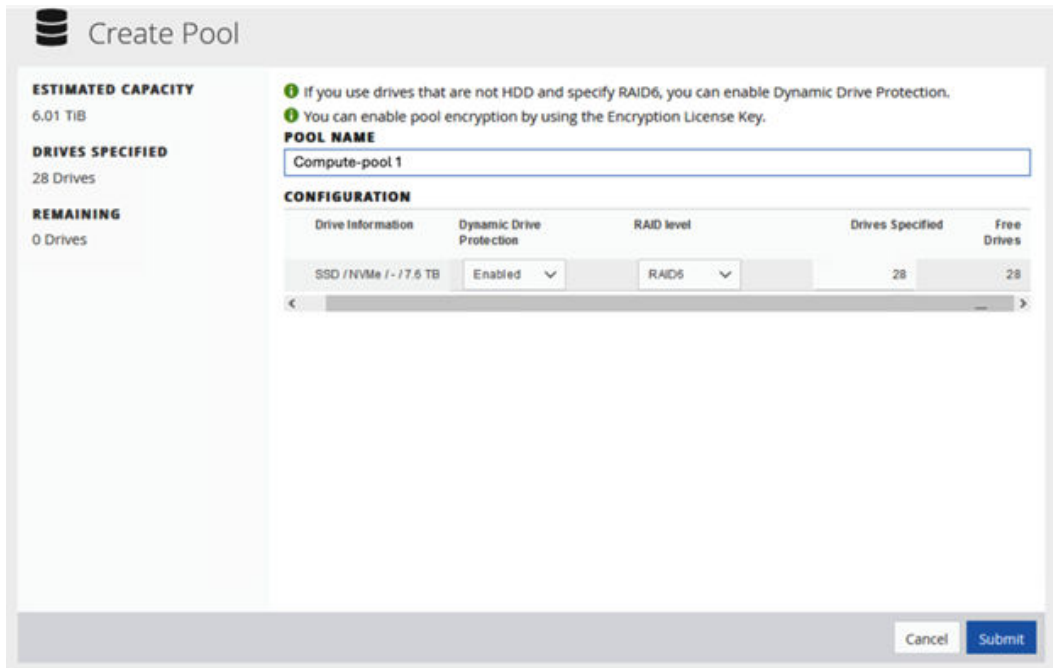 Create Pool
ESTIMATED CAPACITY
6.01 TiB
DRIVES SPECIFIED
28 Drives
REMAINING
0 Drives
If you use drives that are not HDD and specify RAID6, you can enable Dynamic Drive Protection.
You can enable pool encryption by using the Encryption License Key.
POOL NAME
Compute-pool 1
CONFIGURATION
Drive Information Dynamic Drive Protection RAID level Drives Specified Free Drives
SSD / NVMe / - / 7.6 TB Enabled RAID6 28 28
Cancel Submit